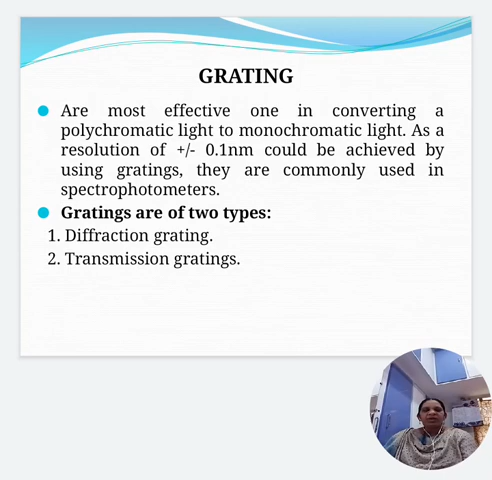 GRATING
Are most effective one in converting a
polychromatic light to monochromatic light. As a
resolution of +/- 0.1nm could be achieved by
using gratings, they are commonly used in
spectrophotometers.
Gratings are of two types:
1. Diffraction grating.
2. Transmission gratings.